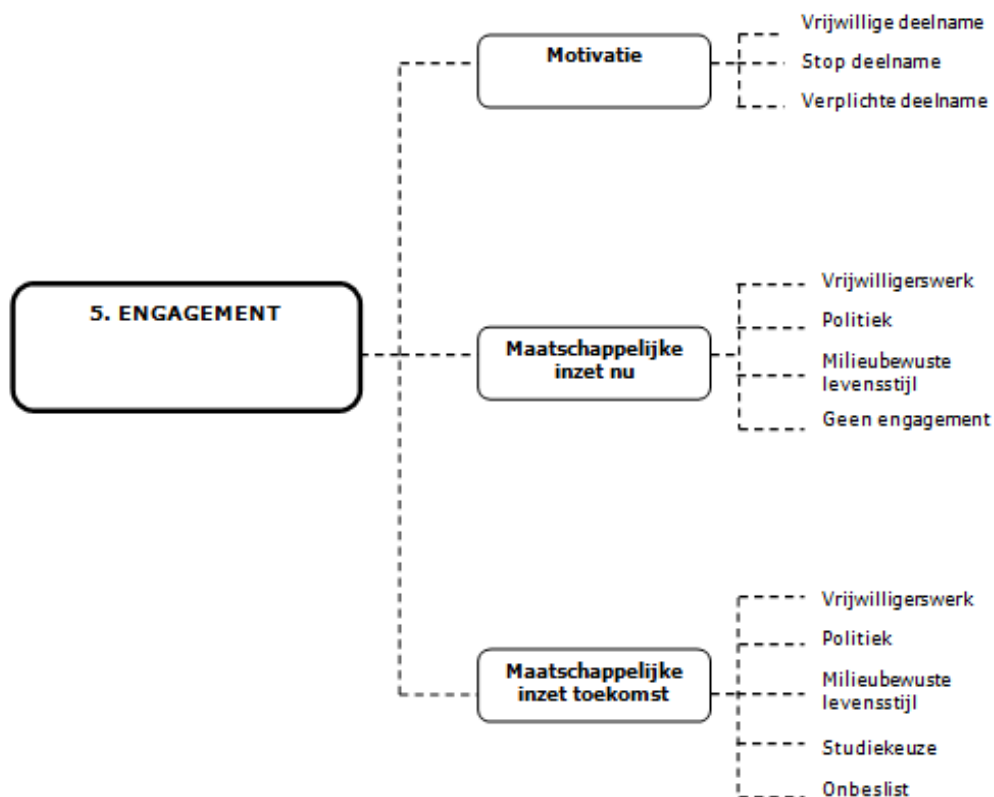 5. ENGAGEMENT
Motivatie
Vrijwillige deelname
Stop deelname
Verplichte deelname
Maatschappelijke
inzet nu
Vrijwilligerswerk
Politiek
Milieubewuste
levensstijl
Geen engagement
Maatschappelijke
inzet toekomst
Vrijwilligerswerk
Politiek
Milieubewuste
levensstijl
Studiekeuze
Onbeslist